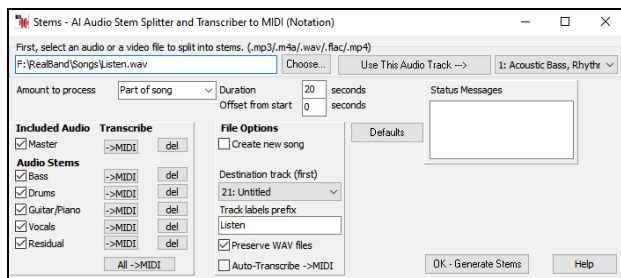 Stems - AI Audio Stem Splitter and Transcriber to MIDI (Notation)
First, select an audio or a video file to split into stems. (.mp3/.m4a/.wav/.flac/.mp4)
F:\RealBand\Songs\Listen.wav Choose... Use This Audio Track ---> 1: Acoustic Bass, Rhythr
Amount to process Part of song Duration 20 seconds Status Messages
Offset from start 0 seconds
Included Audio Transcribe File Options Defaults
Master ->MIDI del Create new song
Audio Stems
Bass ->MIDI del Destination track (first)
Drums ->MIDI del 21: Untitled
Guitar/Piano ->MIDI del Track labels prefix
Vocals ->MIDI del Listen
Residual ->MIDI del Preserve WAV files
All ->MIDI Auto-Transcribe ->MIDI OK - Generate Stems Help